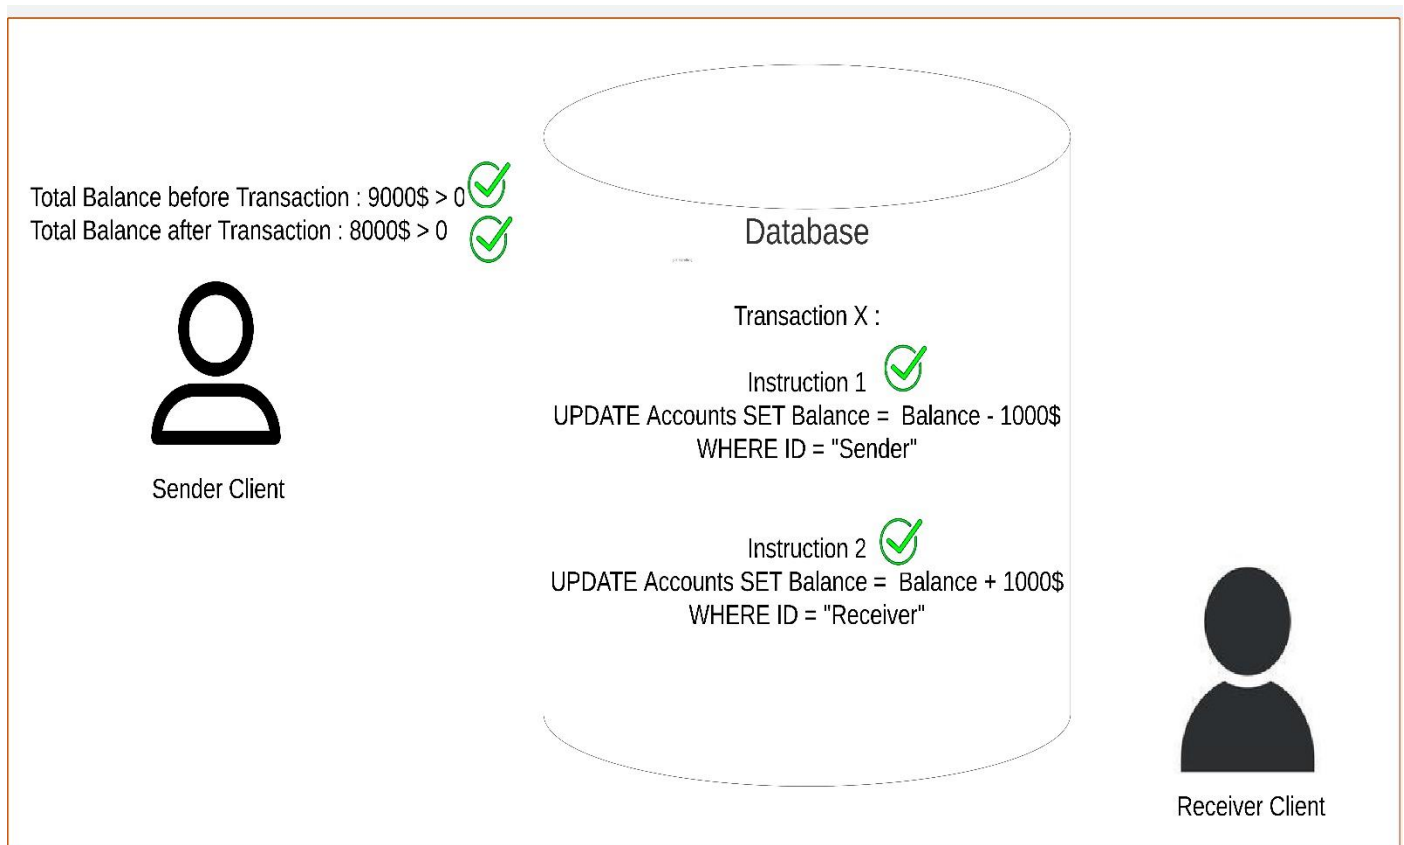 Total Balance before Transaction : 9000$ > 0
Total Balance after Transaction : 8000$ > 0
Sender Client
Database
Transaction X :
Instruction 1
UPDATE Accounts SET Balance =  Balance - 1000$
WHERE ID = "Sender"
Instruction 2
UPDATE Accounts SET Balance =  Balance + 1000$
WHERE ID = "Receiver"
Receiver Client